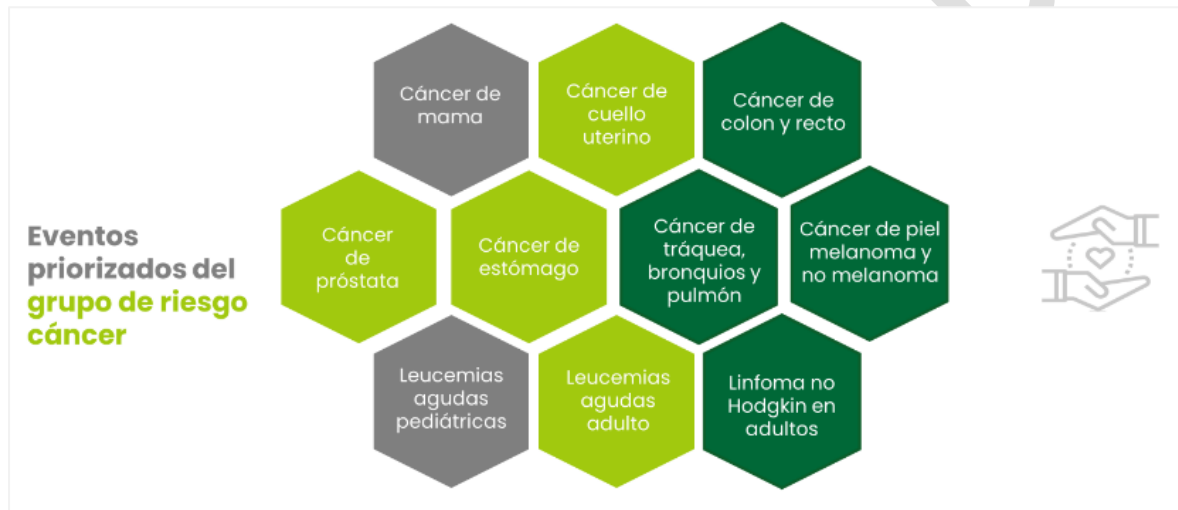 Eventos
priorizados del
grupo de riesgo
cáncer
Cáncer de
mama
Cáncer de
cuello
uterino
Cáncer de
colon y recto
Cáncer
de
próstata
Cáncer de
estómago
Cáncer de
tráquea,
bronquios y
pulmón
Cáncer de piel
melanoma y
no melanoma
Leucemias
agudas
pediátricas
Leucemias
agudas
adulto
Linfoma no
Hodgkin en
adultos